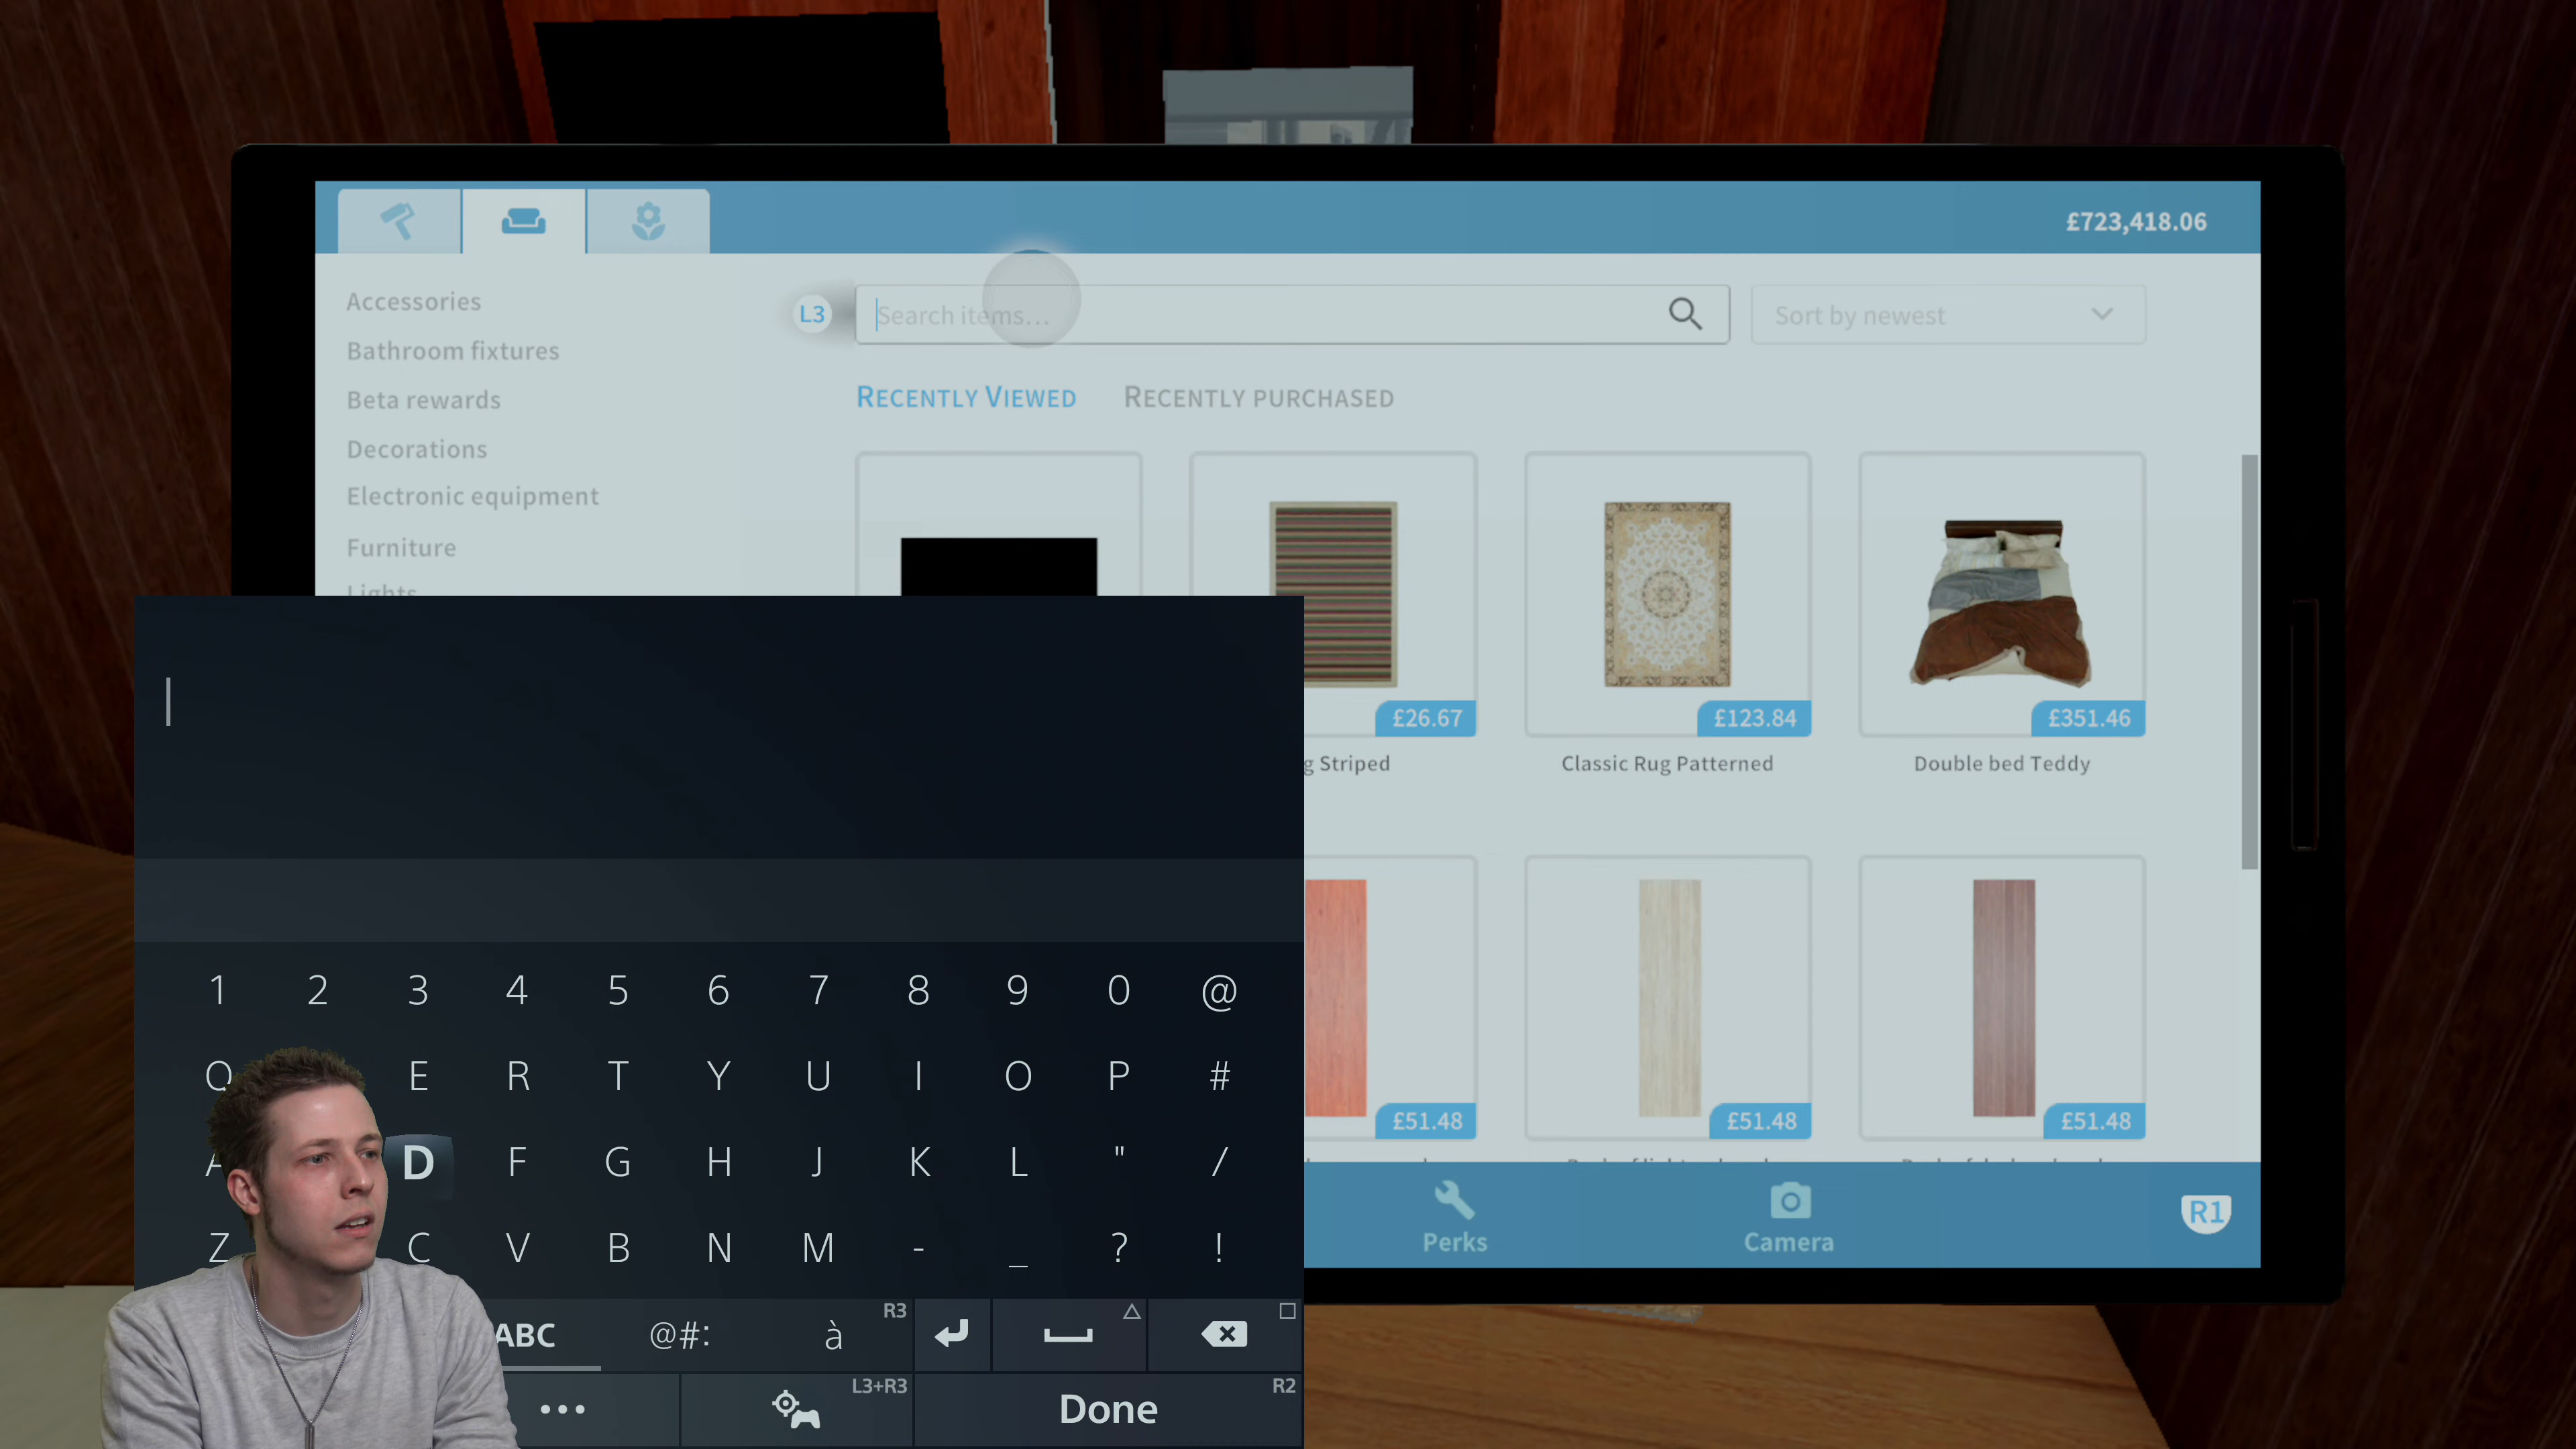 £723,418.06
Accessories
Bathroom fixtures
Beta rewards
Decorations
Electronic equipment
Furniture
Lights
L3
Search items...
Sort by newest
RECENTLY VIEWED RECENTLY PURCHASED
£26.67
£123.84
£351.46
Striped
Classic Rug Patterned
Double bed Teddy
£51.48
£51.48
£51.48
Perks
Camera
R1
1 2 3 4 5 6 7 8 9 0 @
Q E R T Y U I O P #
A D F G H J K L " /
Z C V B N M - _ ? !
ABC @#: à R3
L3+R3
Done R2